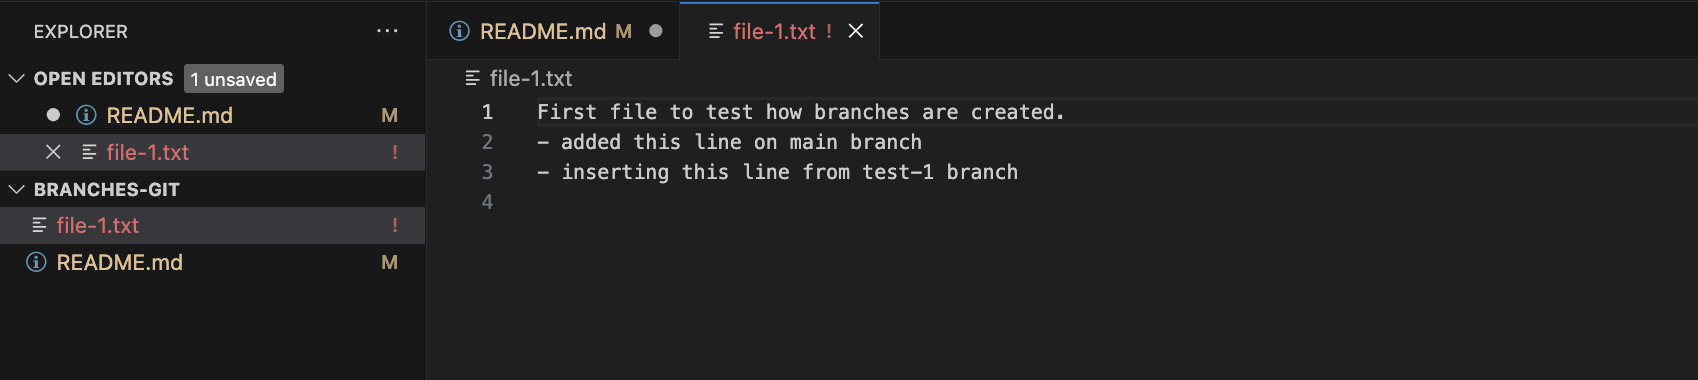 EXPLORER
OPEN EDITORS 1 unsaved
README.md M
file-1.txt !
BRANCHES-GIT
file-1.txt !
README.md M
README.md M
file-1.txt !
file-1.txt
1 First file to test how branches are created.
2 - added this line on main branch
3 - inserting this line from test-1 branch
4